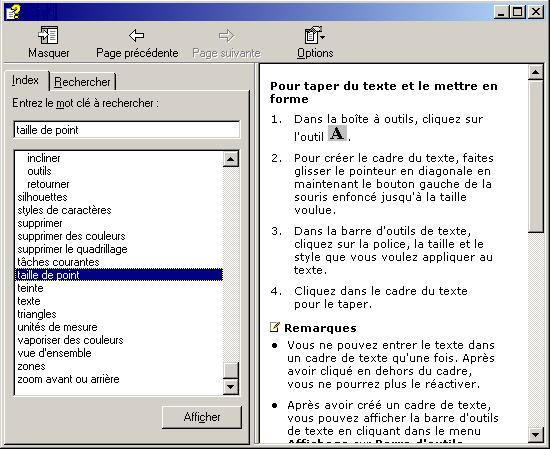 Masquer
Page précédente
Page suivante
Options
Index
Rechercher
Entrez le mot clé à rechercher :
taille de point
incliner
outils
retourner
silhouettes
styles de caractères
supprimer
supprimer des couleurs
supprimer le quadrillage
tâches courantes
taille de point
teinte
texte
triangles
unités de mesure
vaporiser des couleurs
vue d'ensemble
zones
zoom avant ou arrière
Afficher
Pour taper du texte et le mettre en
forme
1. Dans la boîte à outils, cliquez sur
l'outil A.
2. Pour créer le cadre du texte, faites
glisser le pointeur en diagonale en
maintenant le bouton gauche de la
souris enfoncé jusqu'à la taille
voulue.
3. Dans la barre d'outils de texte,
cliquez sur la police, la taille et le
style que vous voulez appliquer au
texte.
4. Cliquez dans le cadre du texte
pour le taper.
Remarques
• Vous ne pouvez entrer le texte dans
un cadre de texte qu'une fois. Après
avoir cliqué en dehors du cadre,
vous ne pourrez plus le réactiver.
• Après avoir créé un cadre de texte,
vous pouvez afficher la barre d'outils
de texte en cliquant dans le menu
Affichage sur Barre d'outils